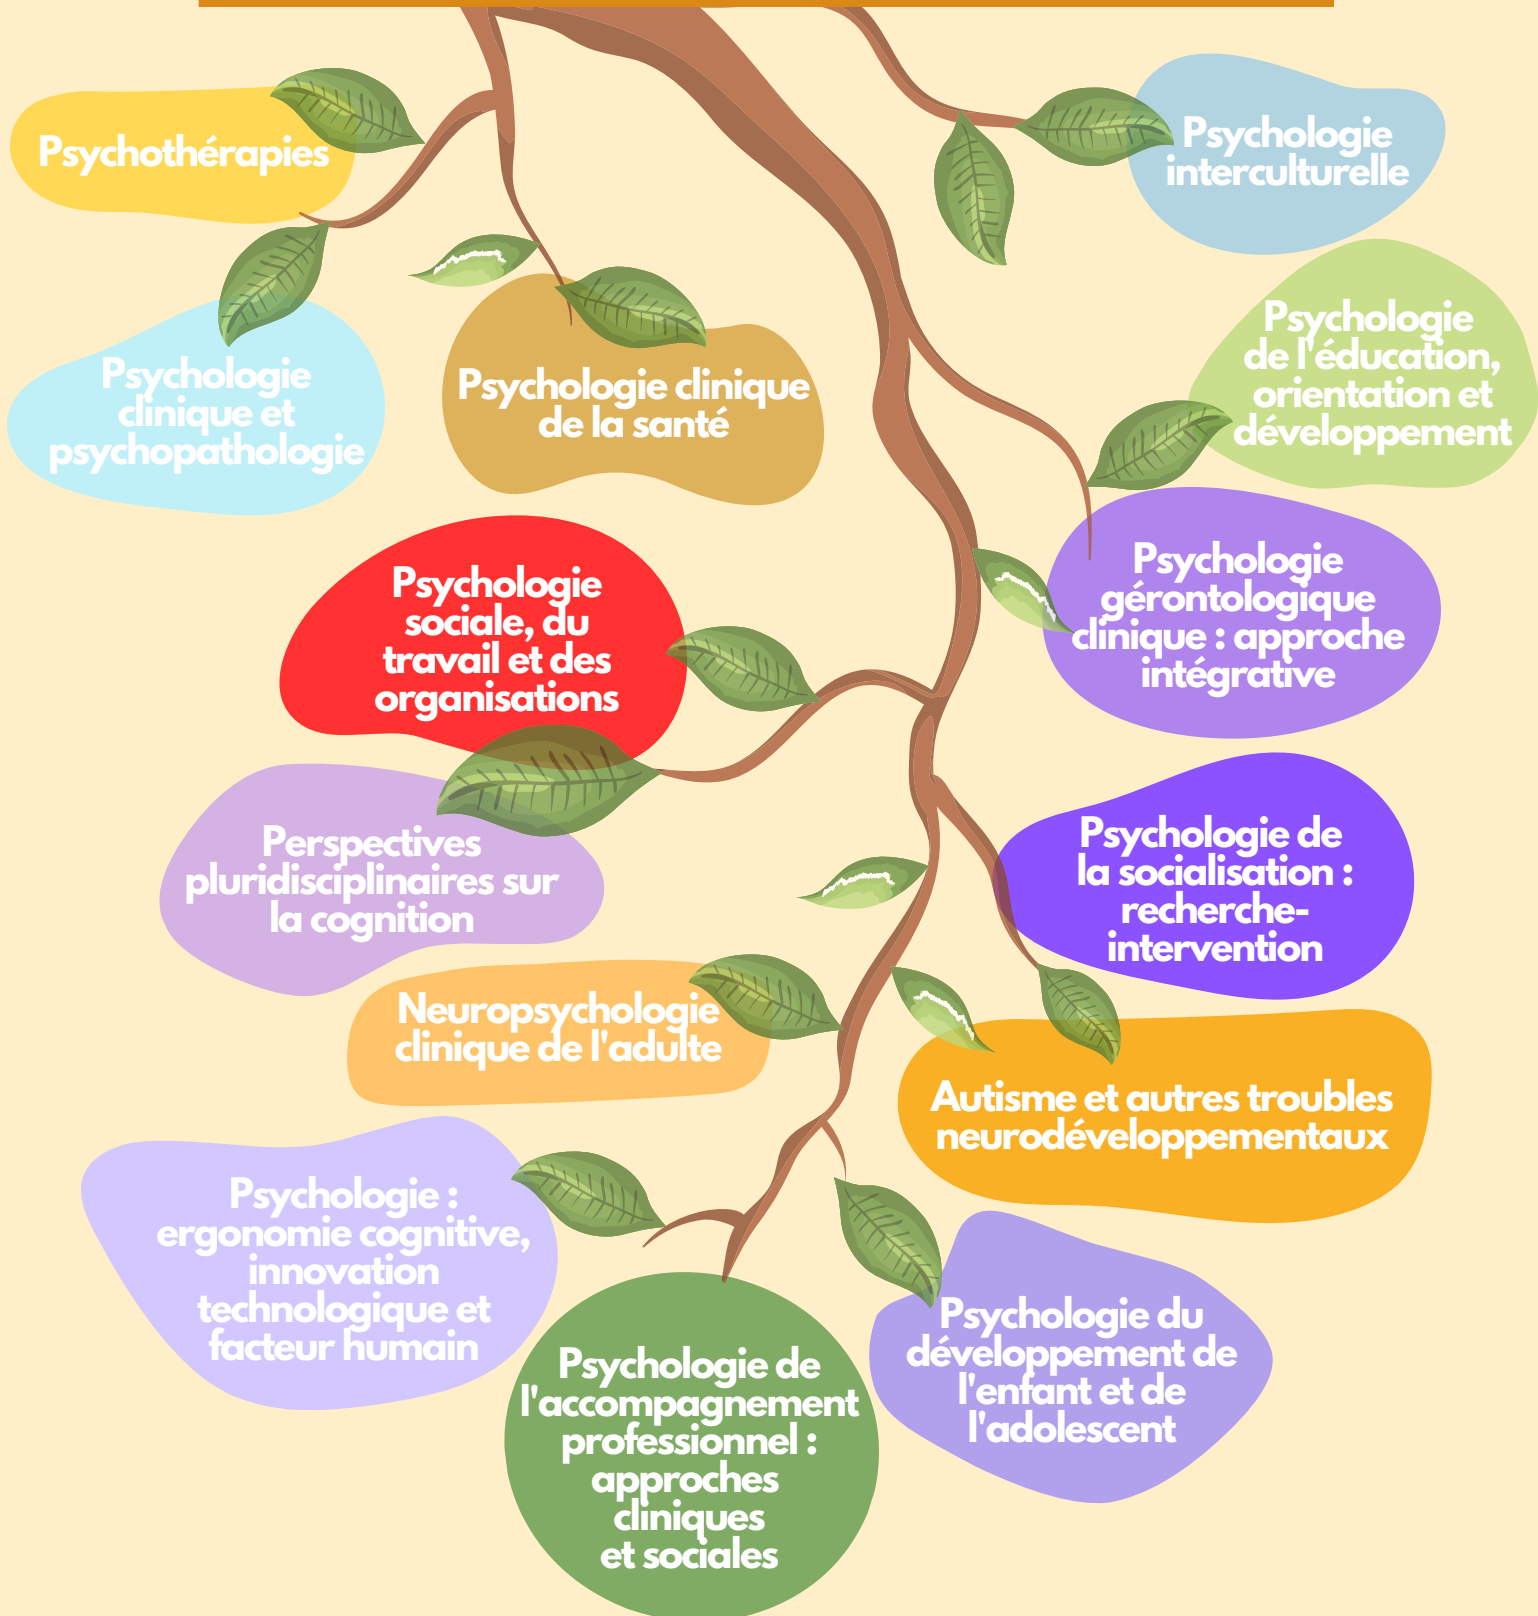 Psychothérapies
Psychologie
interculturelle
Psychologie
clinique et
psychopathologie
Psychologie clinique
de la santé
Psychologie
de l'éducation,
orientation et
développement
Psychologie
sociale, du
travail et des
organisations
Psychologie
gérontologique
clinique : approche
intégrative
Perspectives
pluridisciplinaires sur
la cognition
Psychologie de
la socialisation :
recherche-
intervention
Neuropsychologie
clinique de l'adulte
Autisme et autres troubles
neurodéveloppementaux
Psychologie :
ergonomie cognitive,
innovation
technologique et
facteur humain
Psychologie de
l'accompagnement
professionnel :
approches
cliniques
et sociales
Psychologie du
développement de
l'enfant et de
l'adolescent